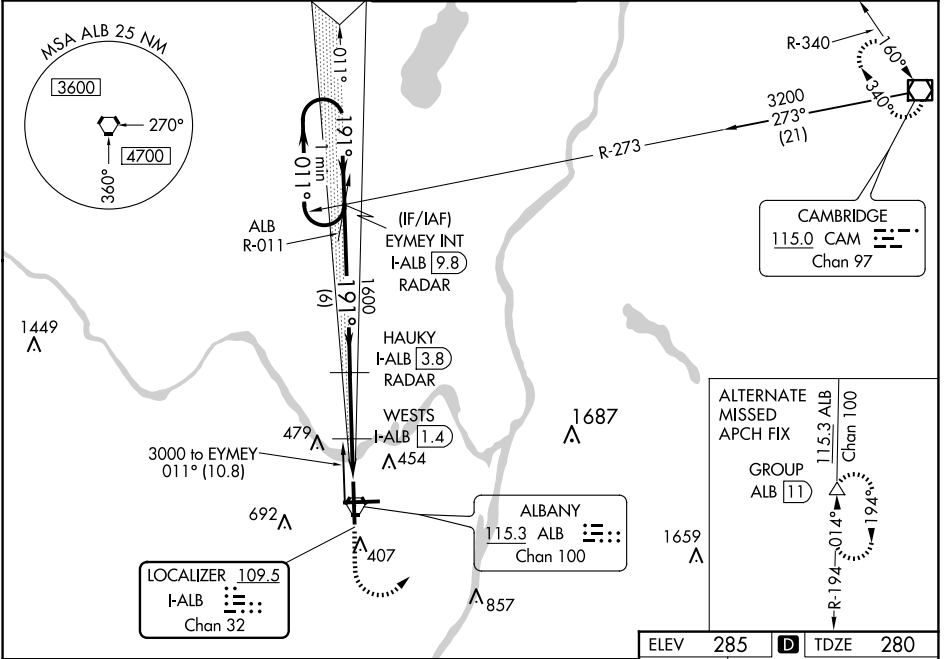 MSA ALB 25 NM
3600
270°
4700
360°
011°
191°
1 min
011°
ALB
R-011
(IF/IAF)
EYMEY INT
I-ALB 9.8
RADAR
R-340
160°
340°
3200
273°
(21)
R-273
CAMBRIDGE
115.0 CAM
Chan 97
1600
191°
(6)
1449
HAUKY
I-ALB 3.8
RADAR
WESTS
I-ALB 1.4
479
454
1687
3000 to EYMEY
011° (10.8)
692
407
ALBANY
115.3 ALB
Chan 100
1659
857
LOCALIZER 109.5
I-ALB
Chan 32
ALTERNATE
MISSED
APCH FIX
115.3 ALB
Chan 100
GROUP
ALB 11
014°
194°
R-194
ELEV 285 D TDZE 280